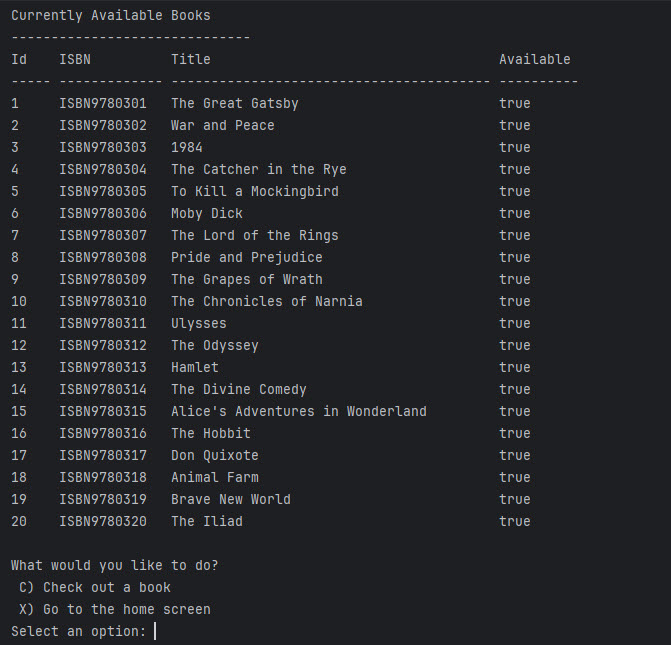 Currently Available Books
------------------------------
Id    ISBN          Title                                    Available
----- ------------- ---------------------------------------- ----------
1     ISBN9780301   The Great Gatsby                         true
2     ISBN9780302   War and Peace                            true
3     ISBN9780303   1984                                     true
4     ISBN9780304   The Catcher in the Rye                   true
5     ISBN9780305   To Kill a Mockingbird                    true
6     ISBN9780306   Moby Dick                                true
7     ISBN9780307   The Lord of the Rings                    true
8     ISBN9780308   Pride and Prejudice                      true
9     ISBN9780309   The Grapes of Wrath                      true
10    ISBN9780310   The Chronicles of Narnia                 true
11    ISBN9780311   Ulysses                                  true
12    ISBN9780312   The Odyssey                              true
13    ISBN9780313   Hamlet                                   true
14    ISBN9780314   The Divine Comedy                        true
15    ISBN9780315   Alice's Adventures in Wonderland         true
16    ISBN9780316   The Hobbit                               true
17    ISBN9780317   Don Quixote                              true
18    ISBN9780318   Animal Farm                              true
19    ISBN9780319   Brave New World                          true
20    ISBN9780320   The Iliad                                true

What would you like to do?
 C) Check out a book
 X) Go to the home screen
Select an option: